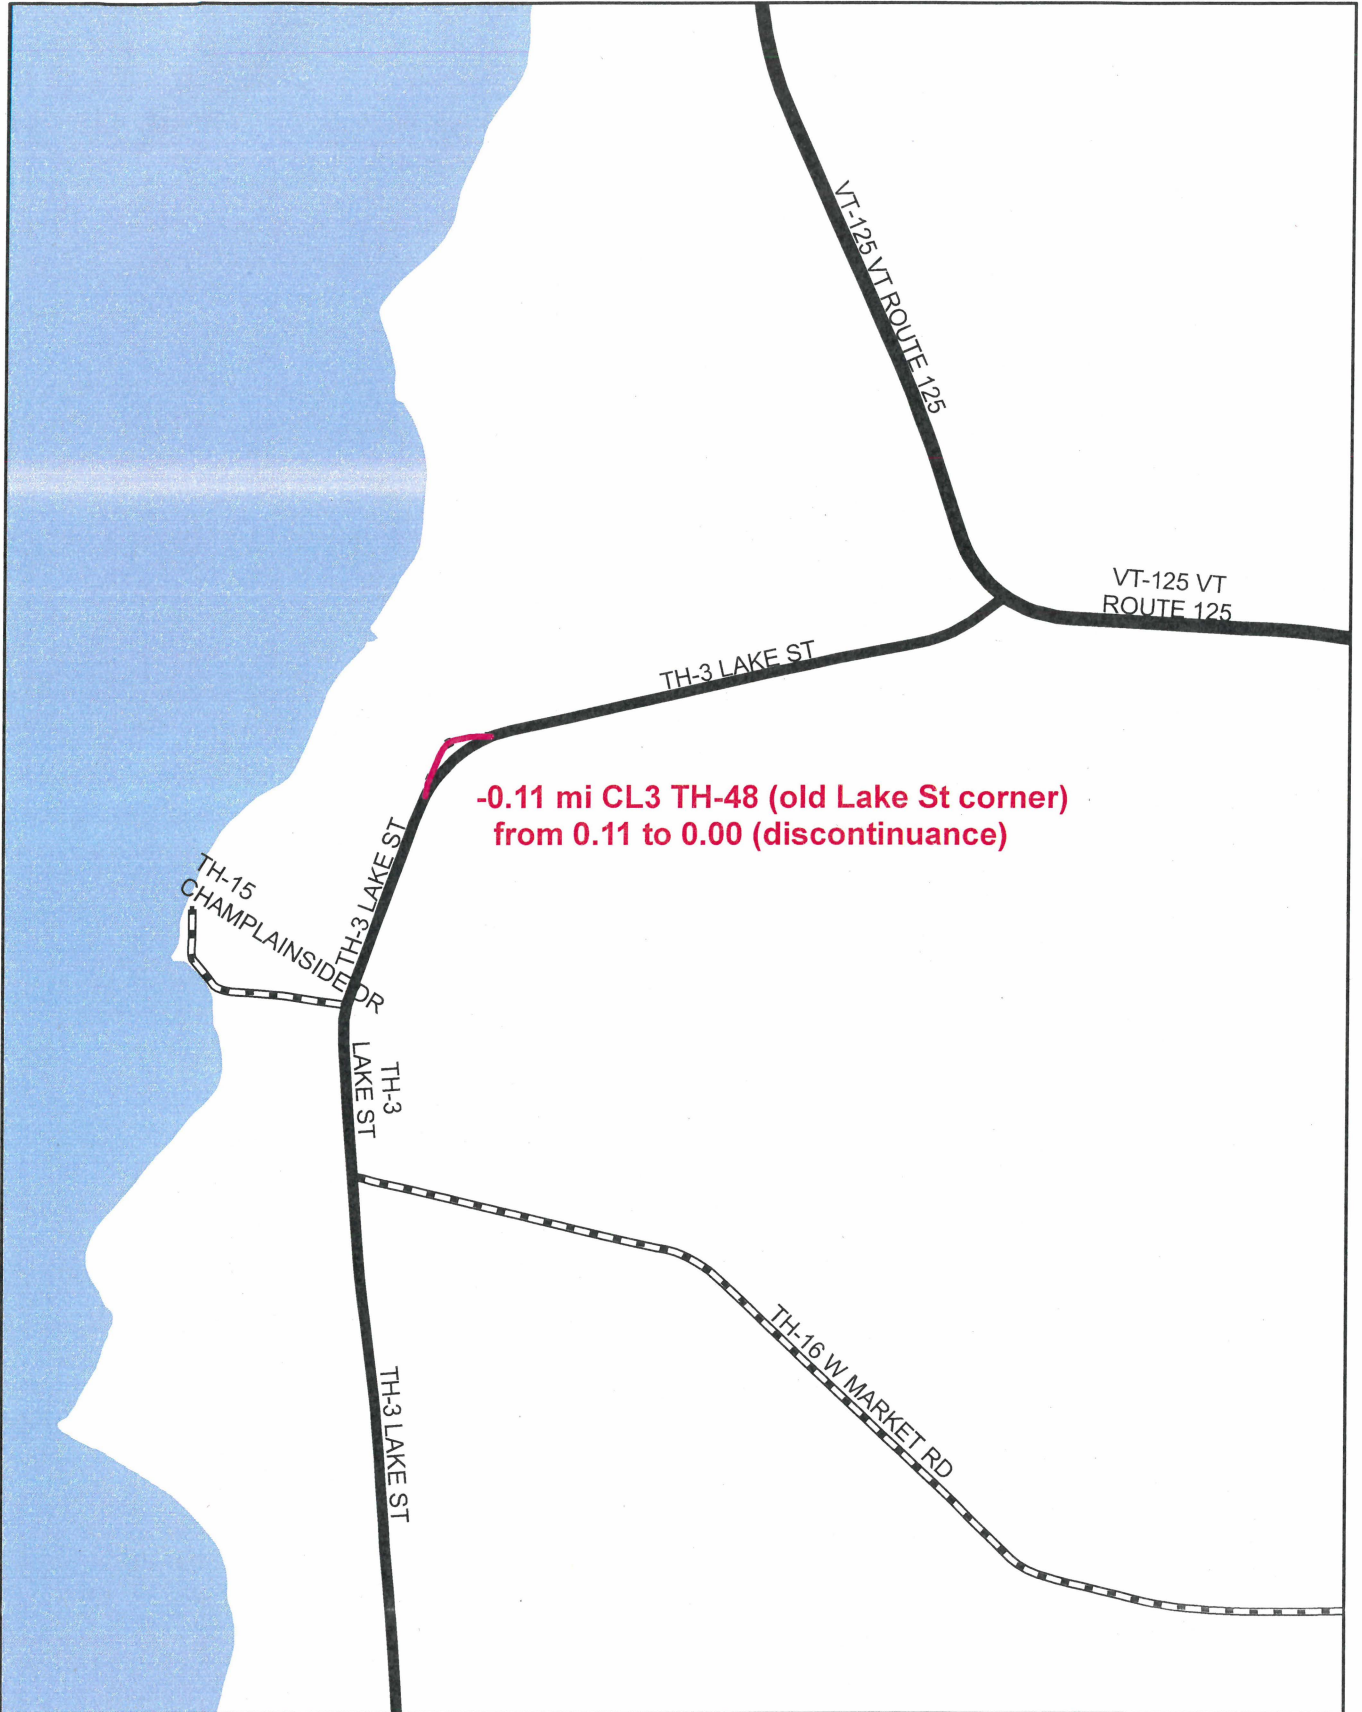 VT-125 VT ROUTE 125
VT-125 VT
ROUTE 125
TH-3 LAKE ST
-0.11 mi CL3 TH-48 (old Lake St corner)
from 0.11 to 0.00 (discontinuance)
TH-3 LAKE ST
TH-15
CHAMPLAINSIDE DR
TH-3
LAKE ST
TH-16 W MARKET RD
TH-3 LAKE ST